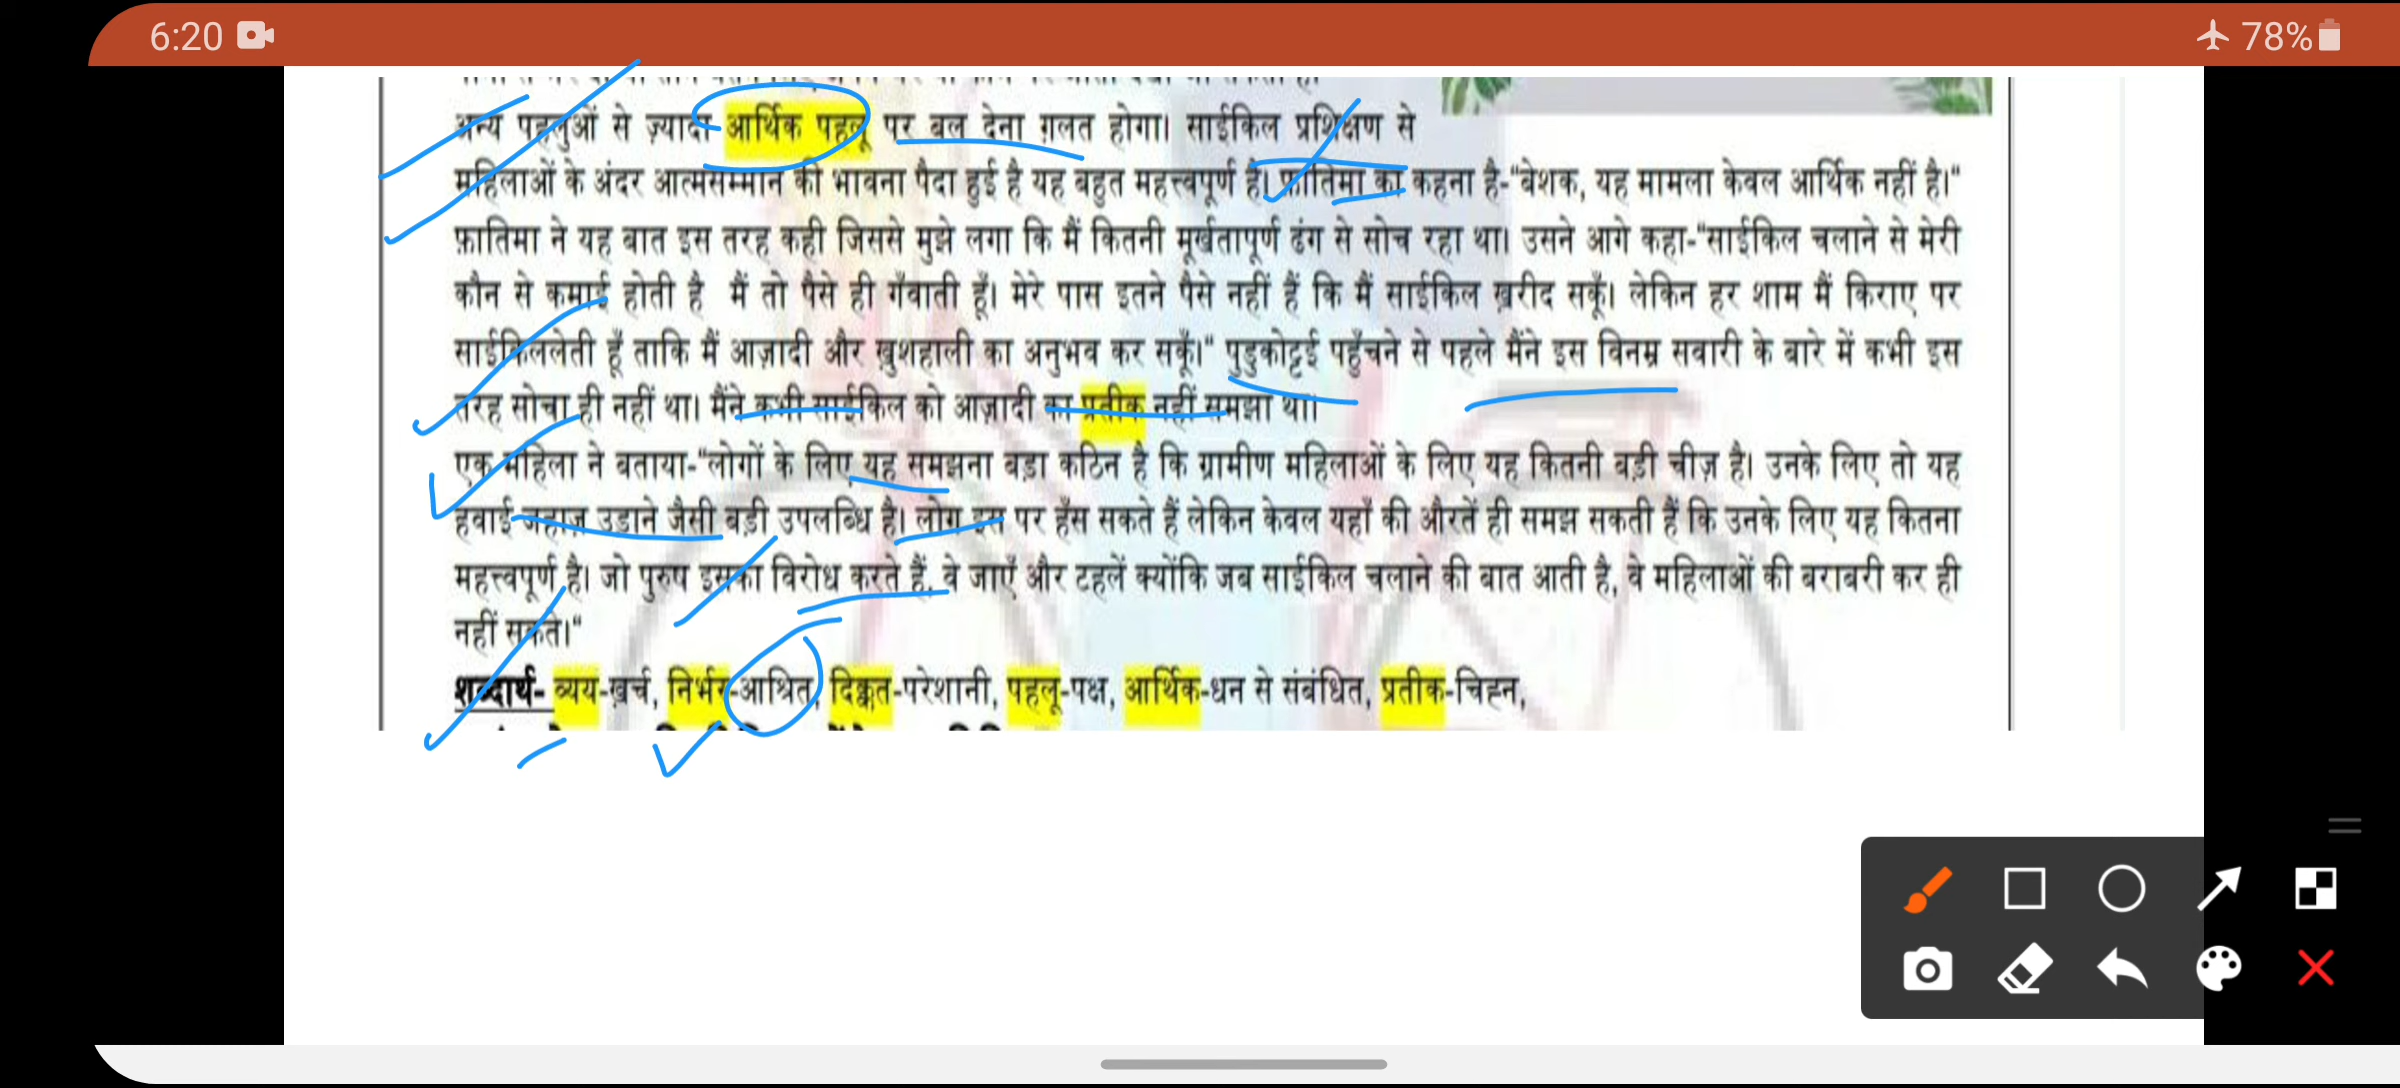 6:20
78%
अन्य पहलुओं से ज़्यादा आर्थिक पहलू पर बल देना ग़लत होगा। साईकिल प्रशिक्षण से
महिलाओं के अंदर आत्मसम्मान की भावना पैदा हुई है यह बहुत महत्त्वपूर्ण है। फ़ातिमा का कहना है-"बेशक, यह मामला केवल आर्थिक नहीं है।"
फ़ातिमा ने यह बात इस तरह कही जिससे मुझे लगा कि मैं कितनी मूर्खतापूर्ण ढंग से सोच रहा था। उसने आगे कहा-"साईकिल चलाने से मेरी
कौन से कमाई होती है मैं तो पैसे ही गँवाती हूँ। मेरे पास इतने पैसे नहीं हैं कि मैं साईकिल ख़रीद सकूँ। लेकिन हर शाम मैं किराए पर
साईकिललेती हूँ ताकि मैं आज़ादी और ख़ुशहाली का अनुभव कर सकूँ।" पुडुकोट्टई पहुँचने से पहले मैंने इस विनम्र सवारी के बारे में कभी इस
तरह सोचा ही नहीं था। मैंने कभी साईकिल को आज़ादी का प्रतीक नहीं समझा था।
एक महिला ने बताया-"लोगों के लिए यह समझना बड़ा कठिन है कि ग्रामीण महिलाओं के लिए यह कितनी बड़ी चीज़ है। उनके लिए तो यह
हवाई जहाज़ उड़ाने जैसी बड़ी उपलब्धि है। लोग इस पर हँस सकते हैं लेकिन केवल यहाँ की औरतें ही समझ सकती हैं कि उनके लिए यह कितना
महत्त्वपूर्ण है। जो पुरुष इसका विरोध करते हैं, वे जाएँ और टहलें क्योंकि जब साईकिल चलाने की बात आती है, वे महिलाओं की बराबरी कर ही
नहीं सकते।"
शब्दार्थ- व्यय-ख़र्च, निर्भर-आश्रित, दिक्कत-परेशानी, पहलू-पक्ष, आर्थिक-धन से संबंधित, प्रतीक-चिह्न,